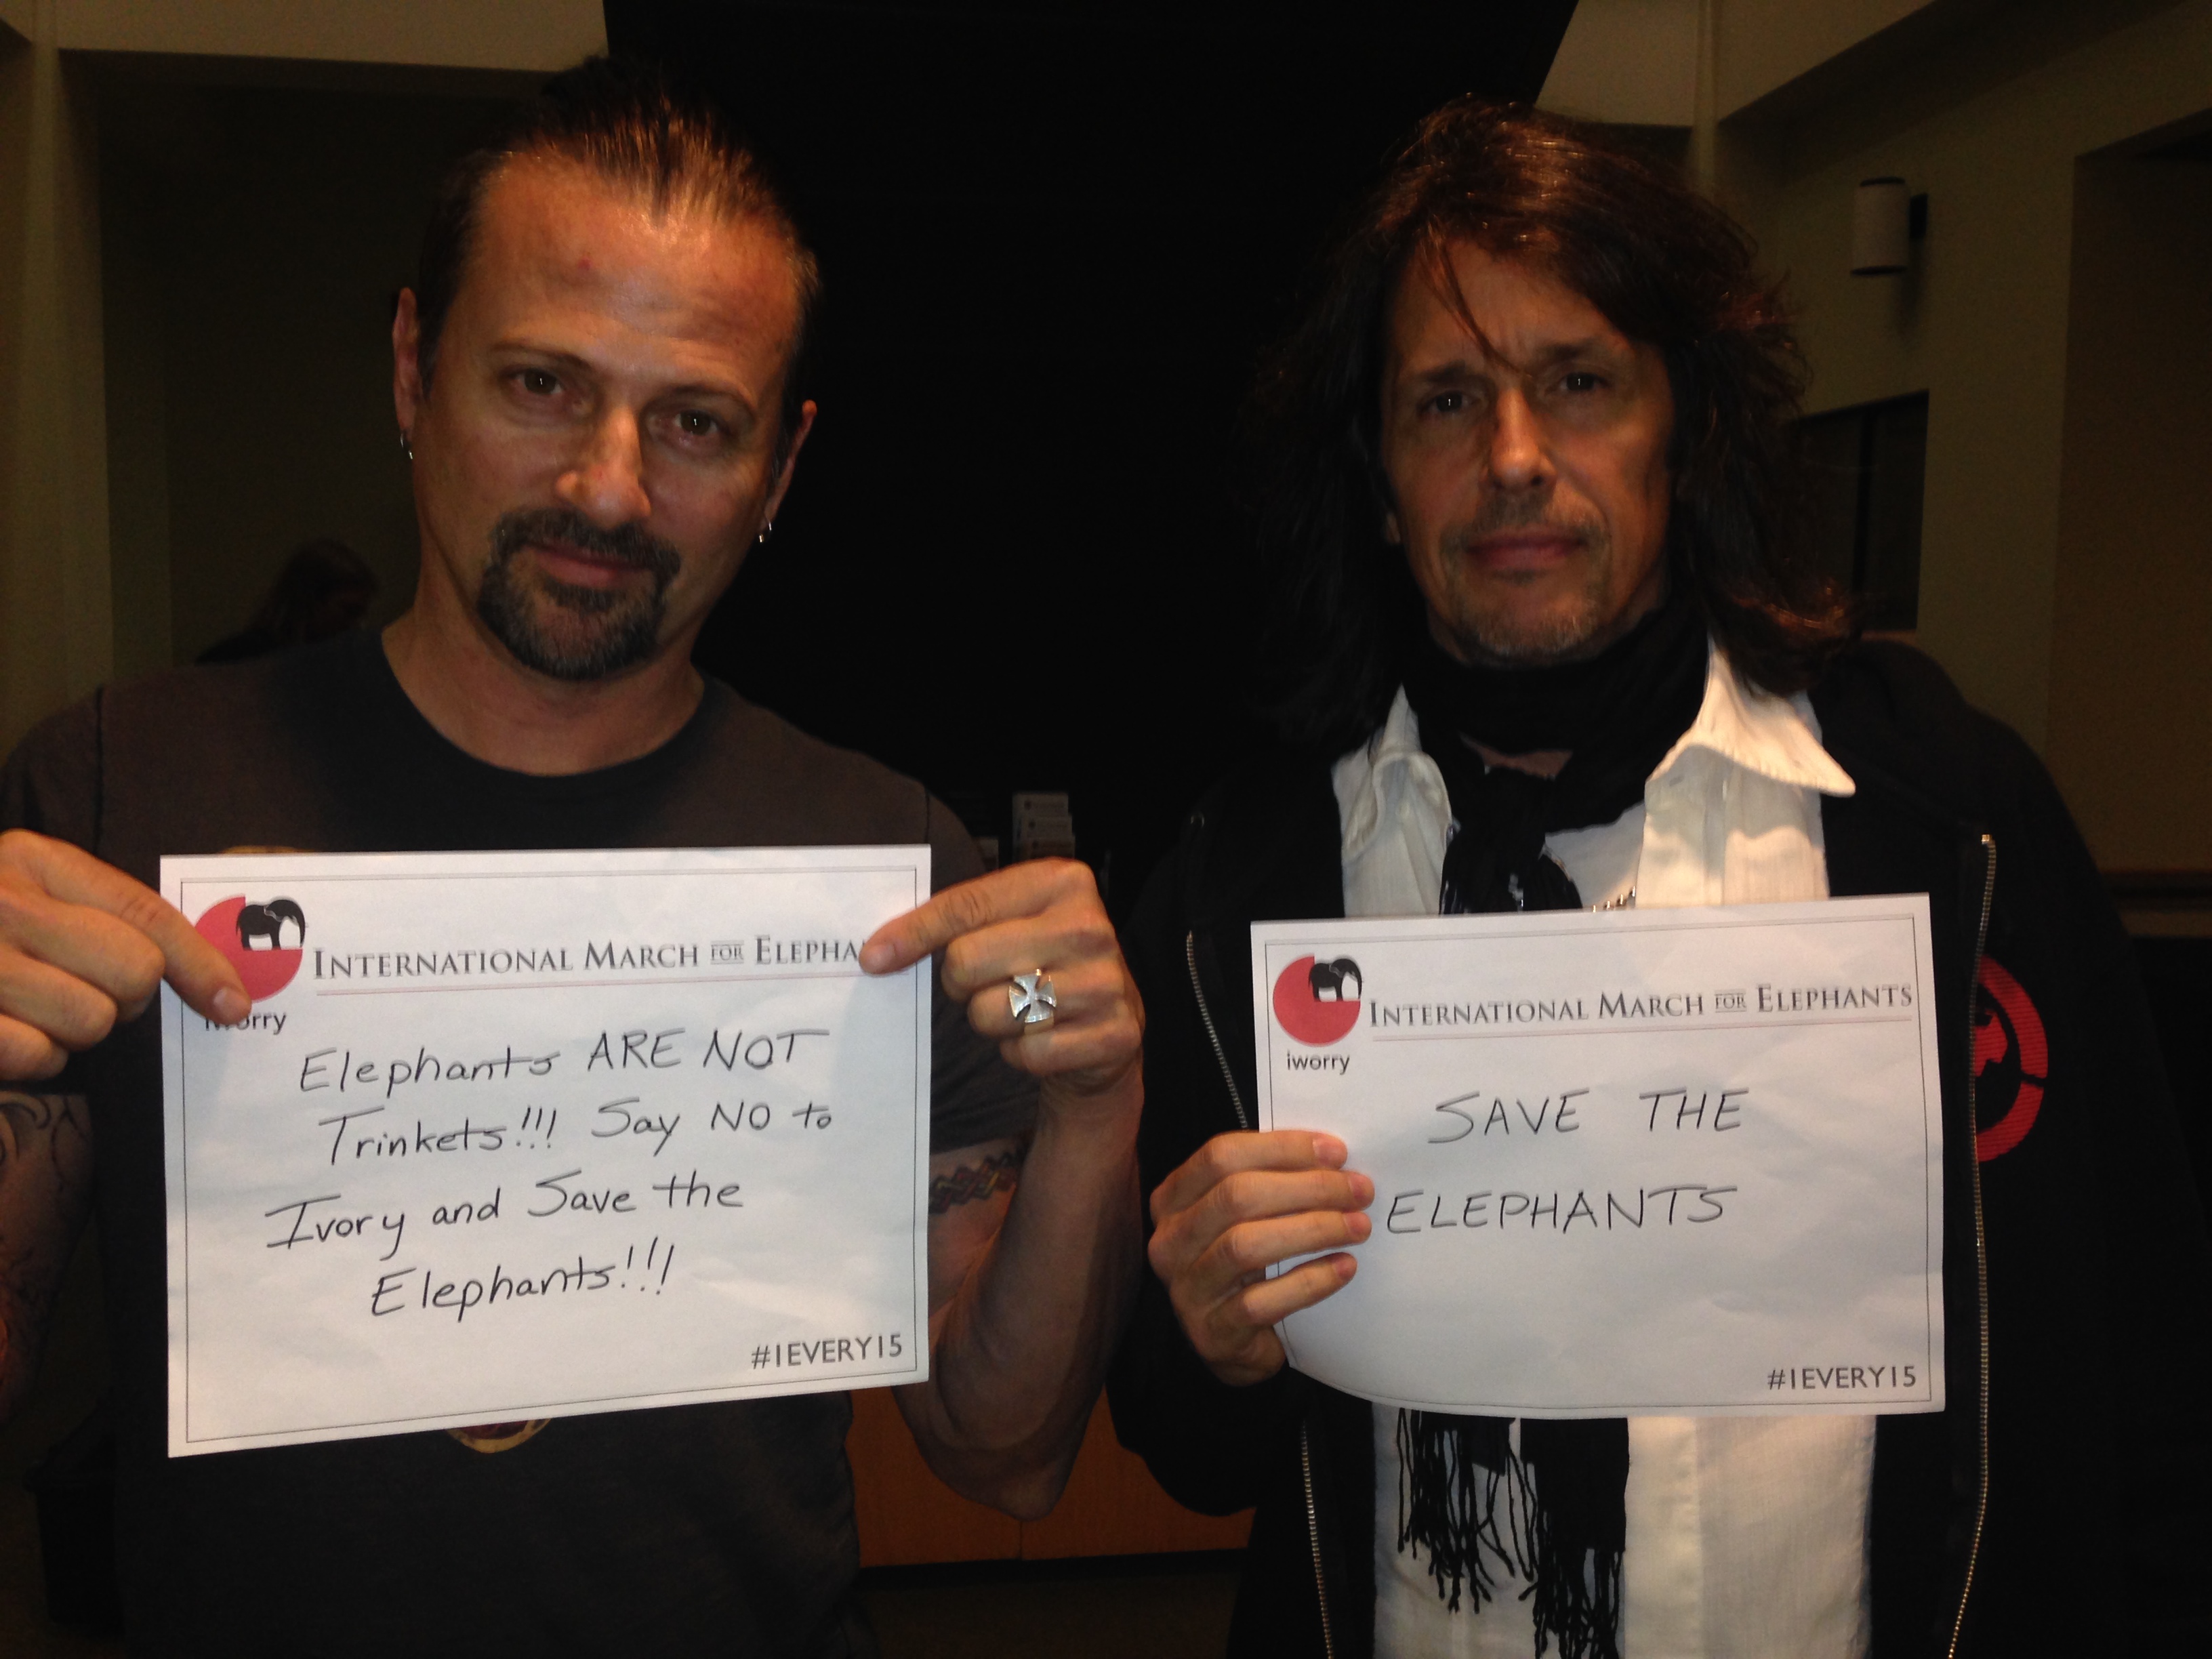 INTERNATIONAL MARCH FOR ELEPHA
iworry
Elephants ARE NOT
Trinkets!!! Say NO to
Ivory and Save the
Elephants!!!
#1EVERY15
INTERNATIONAL MARCH FOR ELEPHANTS
iworry
SAVE THE
ELEPHANTS
#1EVERY15